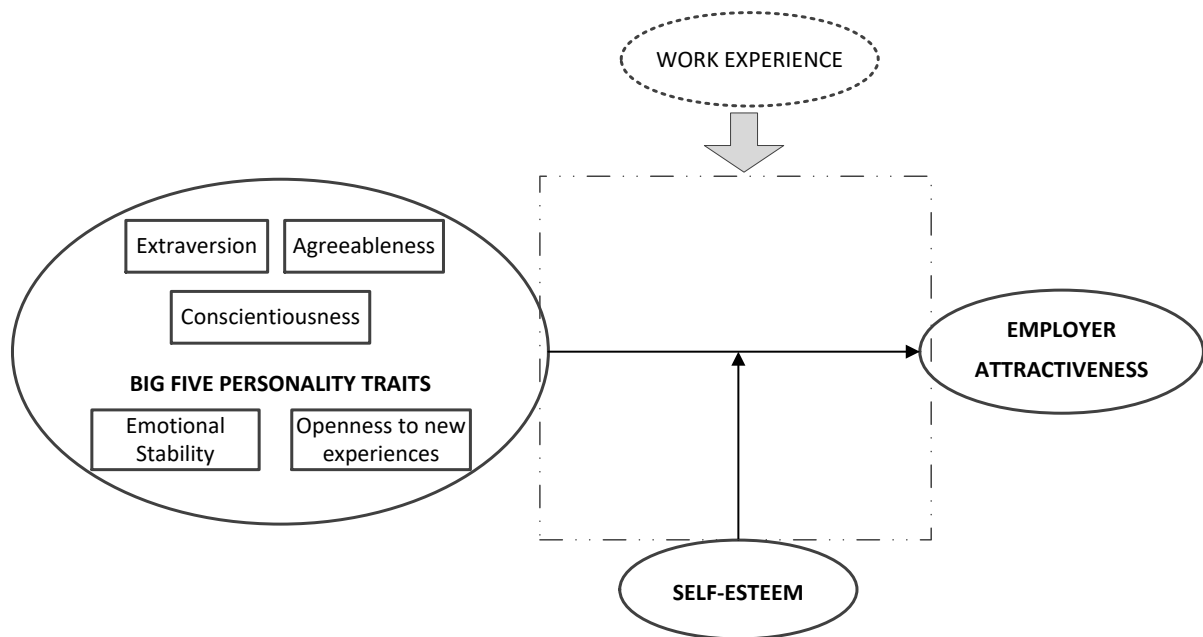 WORK EXPERIENCE
Extraversion
Agreeableness
Conscientiousness
BIG FIVE PERSONALITY TRAITS
Emotional
Stability
Openness to new
experiences
EMPLOYER
ATTRACTIVENESS
SELF-ESTEEM